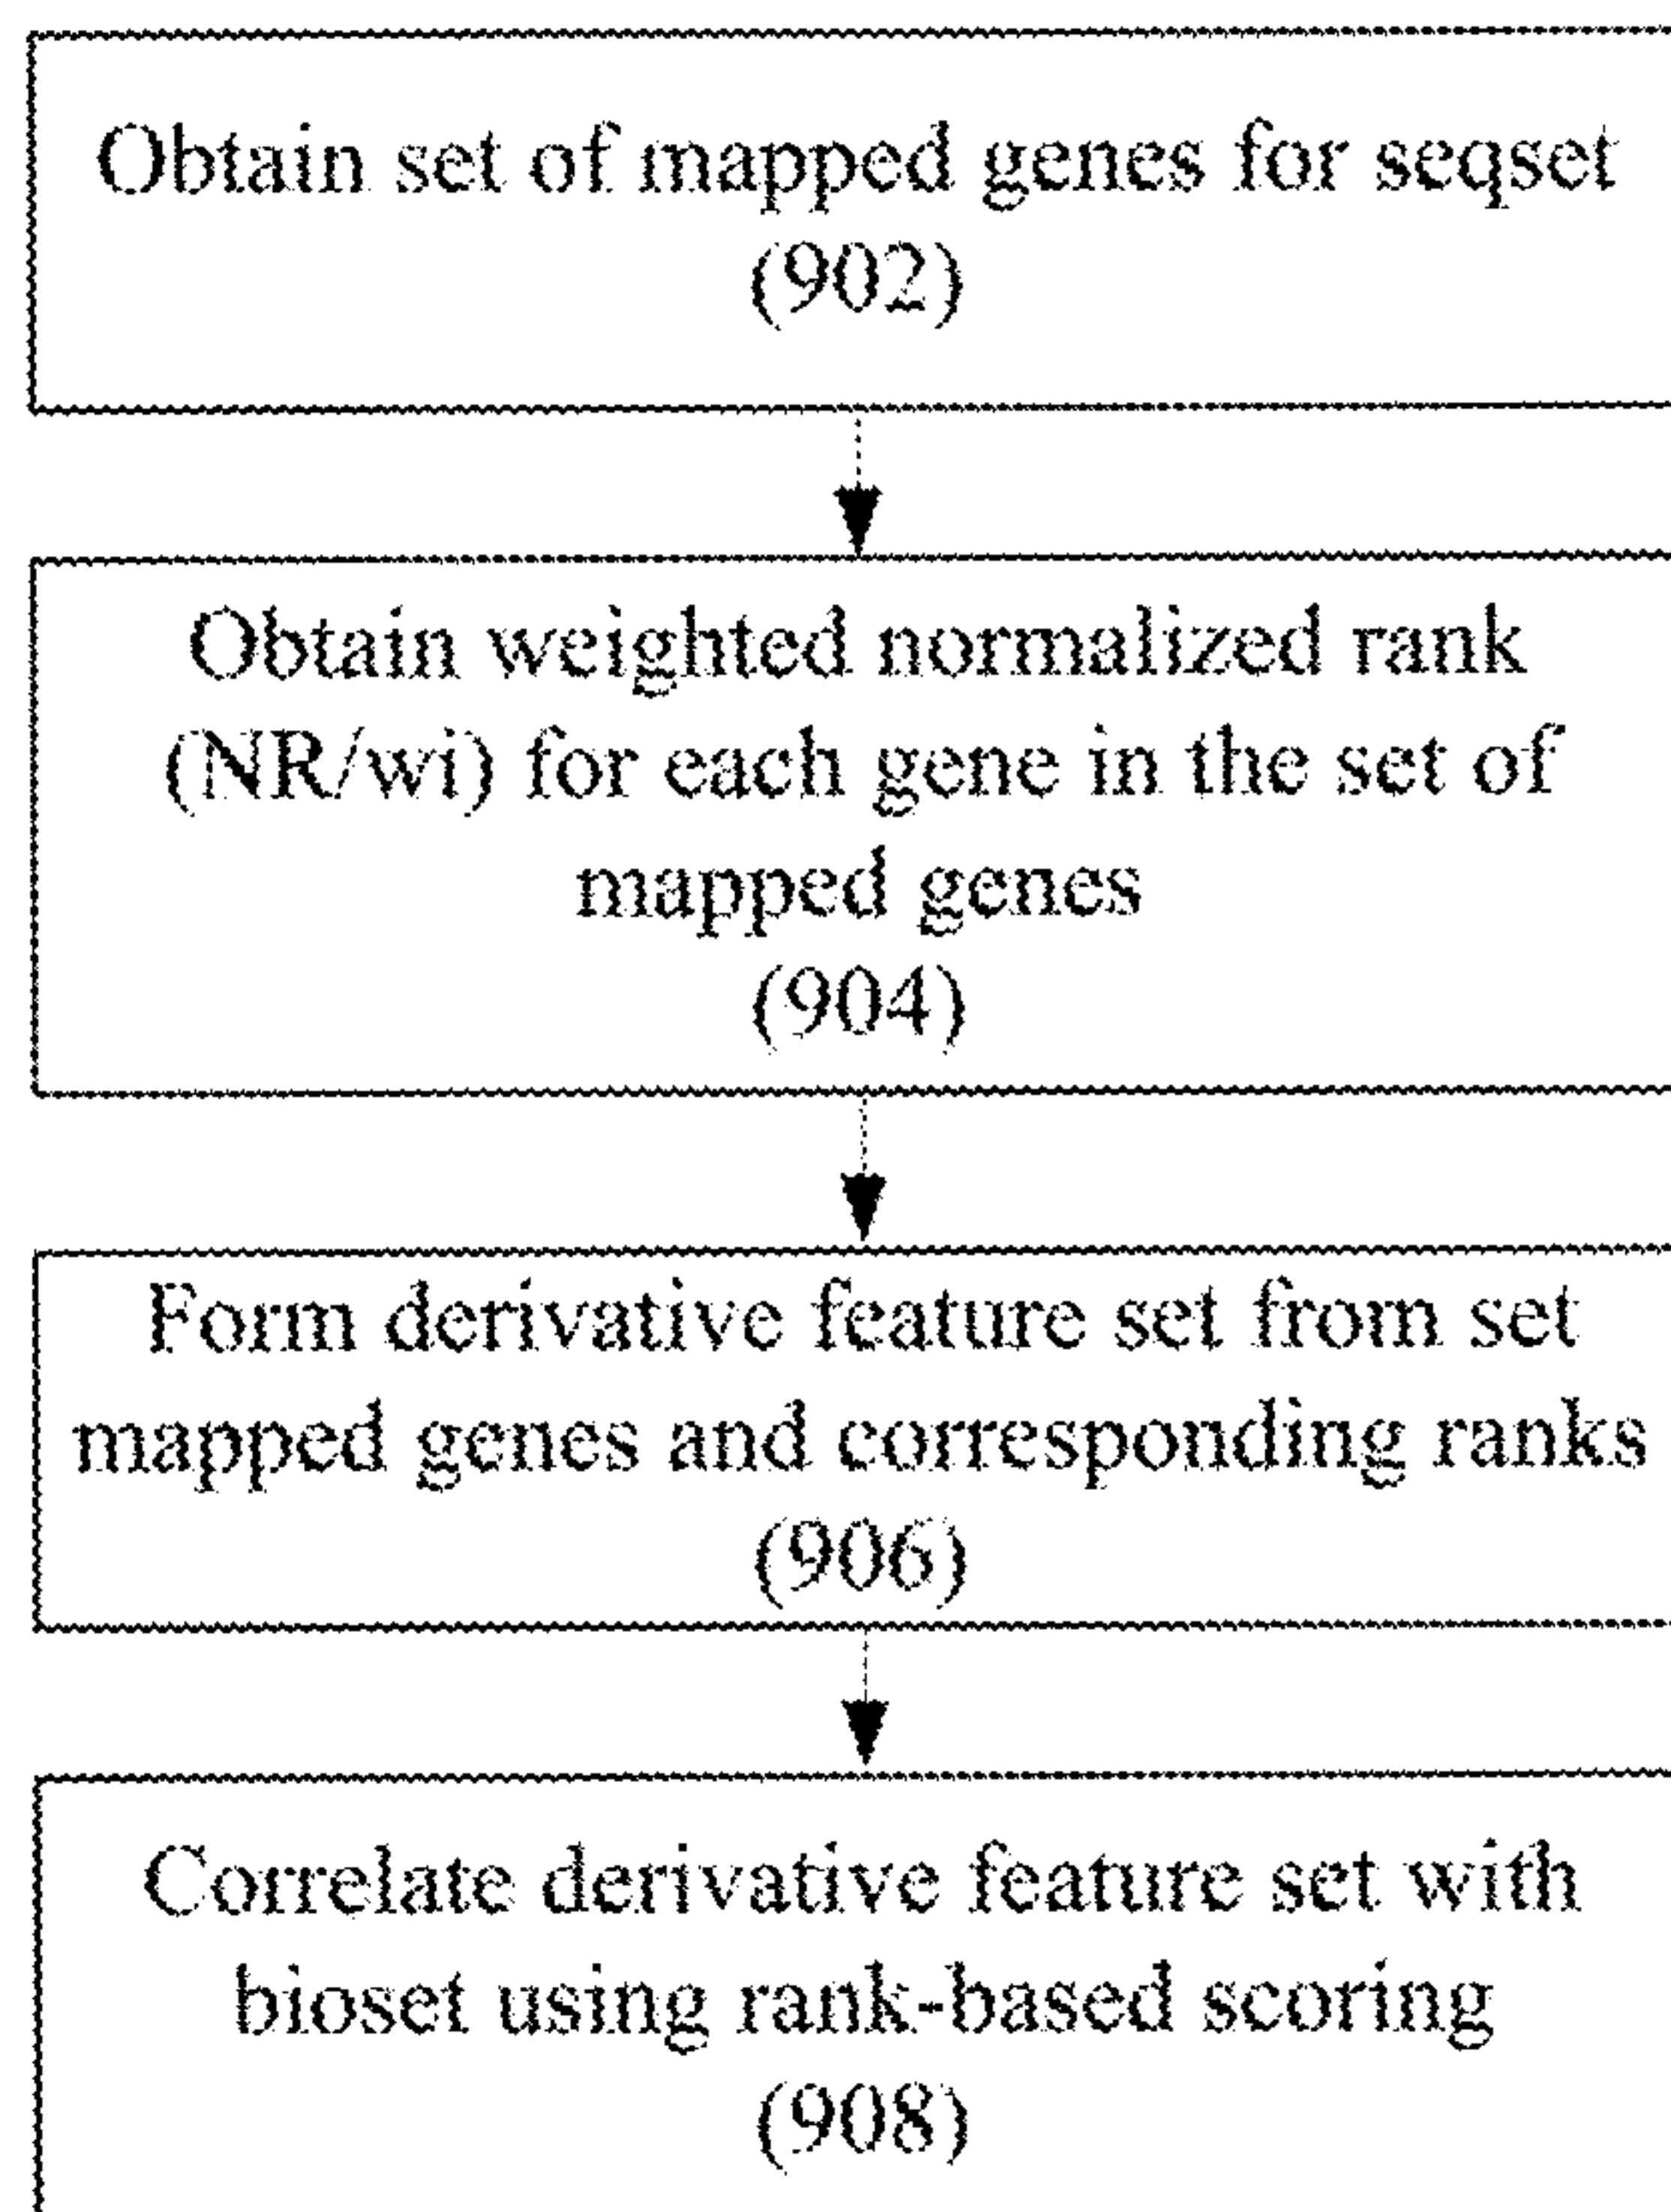 Obtain set of mapped genes for seqset
(902)
Obtain weighted normalized rank
(NR/wi) for each gene in the set of
mapped genes
(904)
Form derivative feature set from set
mapped genes and corresponding ranks
(906)
Correlate derivative feature set with
bioset using rank-based scoring
(908)